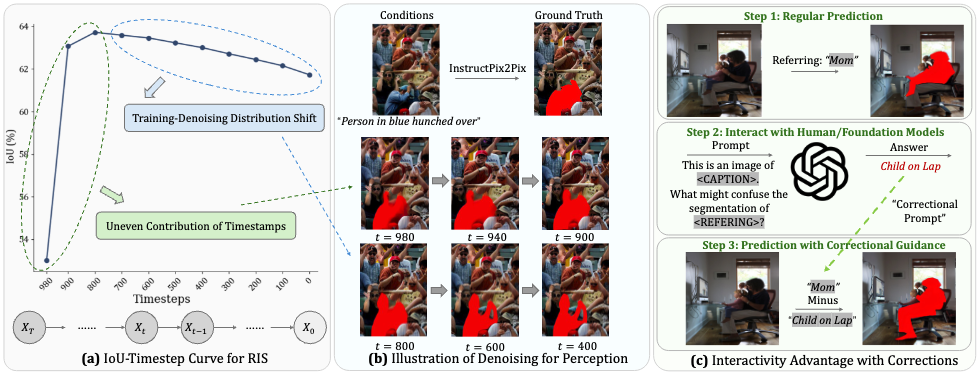 64
62
60
58
56
54
IoU (%)
Training-Denoising Distribution Shift
Uneven Contribution of Timestamps
980
900
800
700
600
500
400
300
200
100
0
Timesteps
X_T
......
X_t
X_{t-1}
......
X_0
(a) IoU-Timestep Curve for RIS
Conditions
Ground Truth
InstructPix2Pix
"Person in blue hunched over"
t = 980
t = 940
t = 900
t = 800
t = 600
t = 400
(b) Illustration of Denoising for Perception
Step 1: Regular Prediction
Referring: "Mom"
Step 2: Interact with Human/Foundation Models
Prompt
This is an image of
<CAPTION>.
What might confuse the
segmentation of
<REFERING>?
Answer
Child on Lap
"Correctional
Prompt"
Step 3: Prediction with Correctional Guidance
"Mom"
Minus
"Child on Lap"
(c) Interactivity Advantage with Corrections